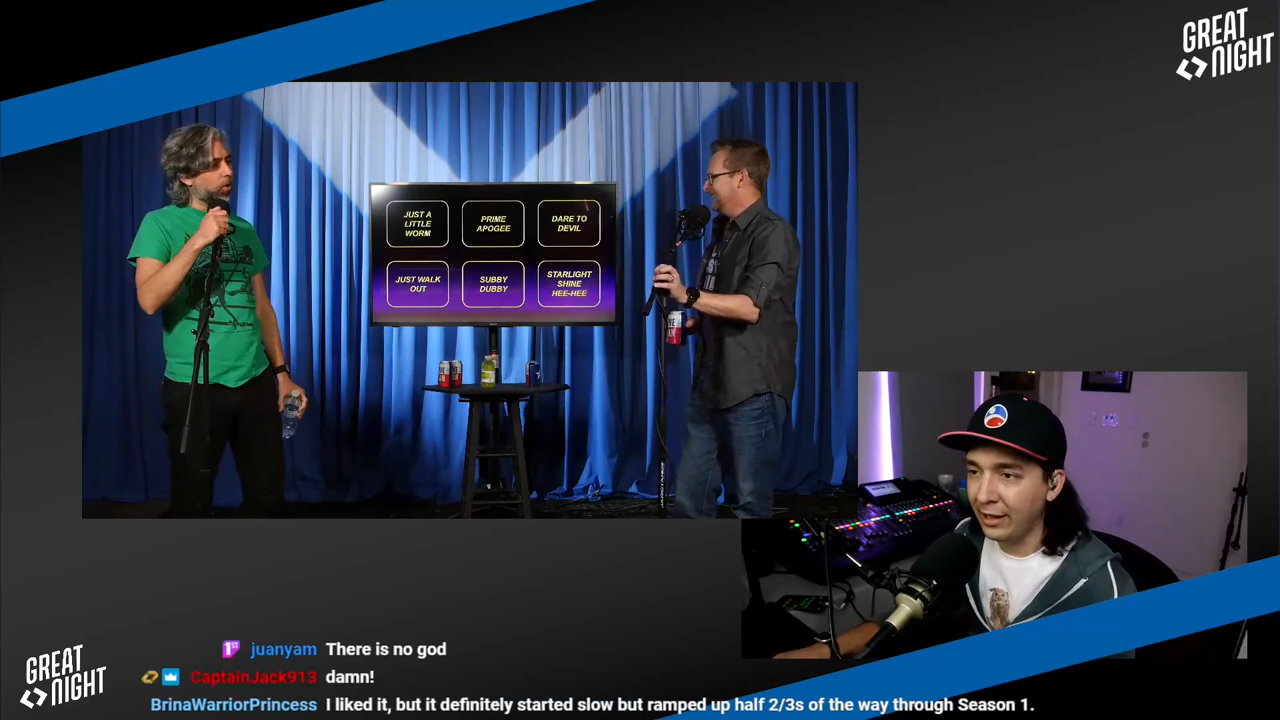 GREAT
NIGHT
JUST A
LITTLE
WORM
PRIME
APOGEE
DARE TO
DEVIL
JUST WALK
OUT
SUBBY
DUBBY
STARLIGHT
SHINE
HEE-HEE
GREAT
NIGHT
1ST juanyam There is no god
CaptainJack913 damn!
BrinaWarriorPrincess I liked it, but it definitely started slow but ramped up half 2/3s of the way through Season 1.